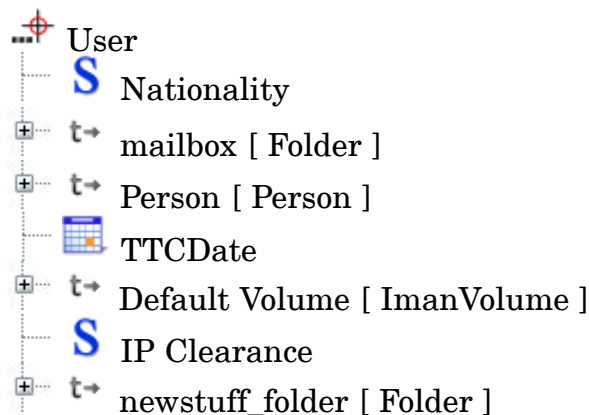 User
S Nationality
t mailbox [ Folder ]
t Person [ Person ]
TTCDate
t Default Volume [ ImanVolume ]
S IP Clearance
t newstuff_folder [ Folder ]